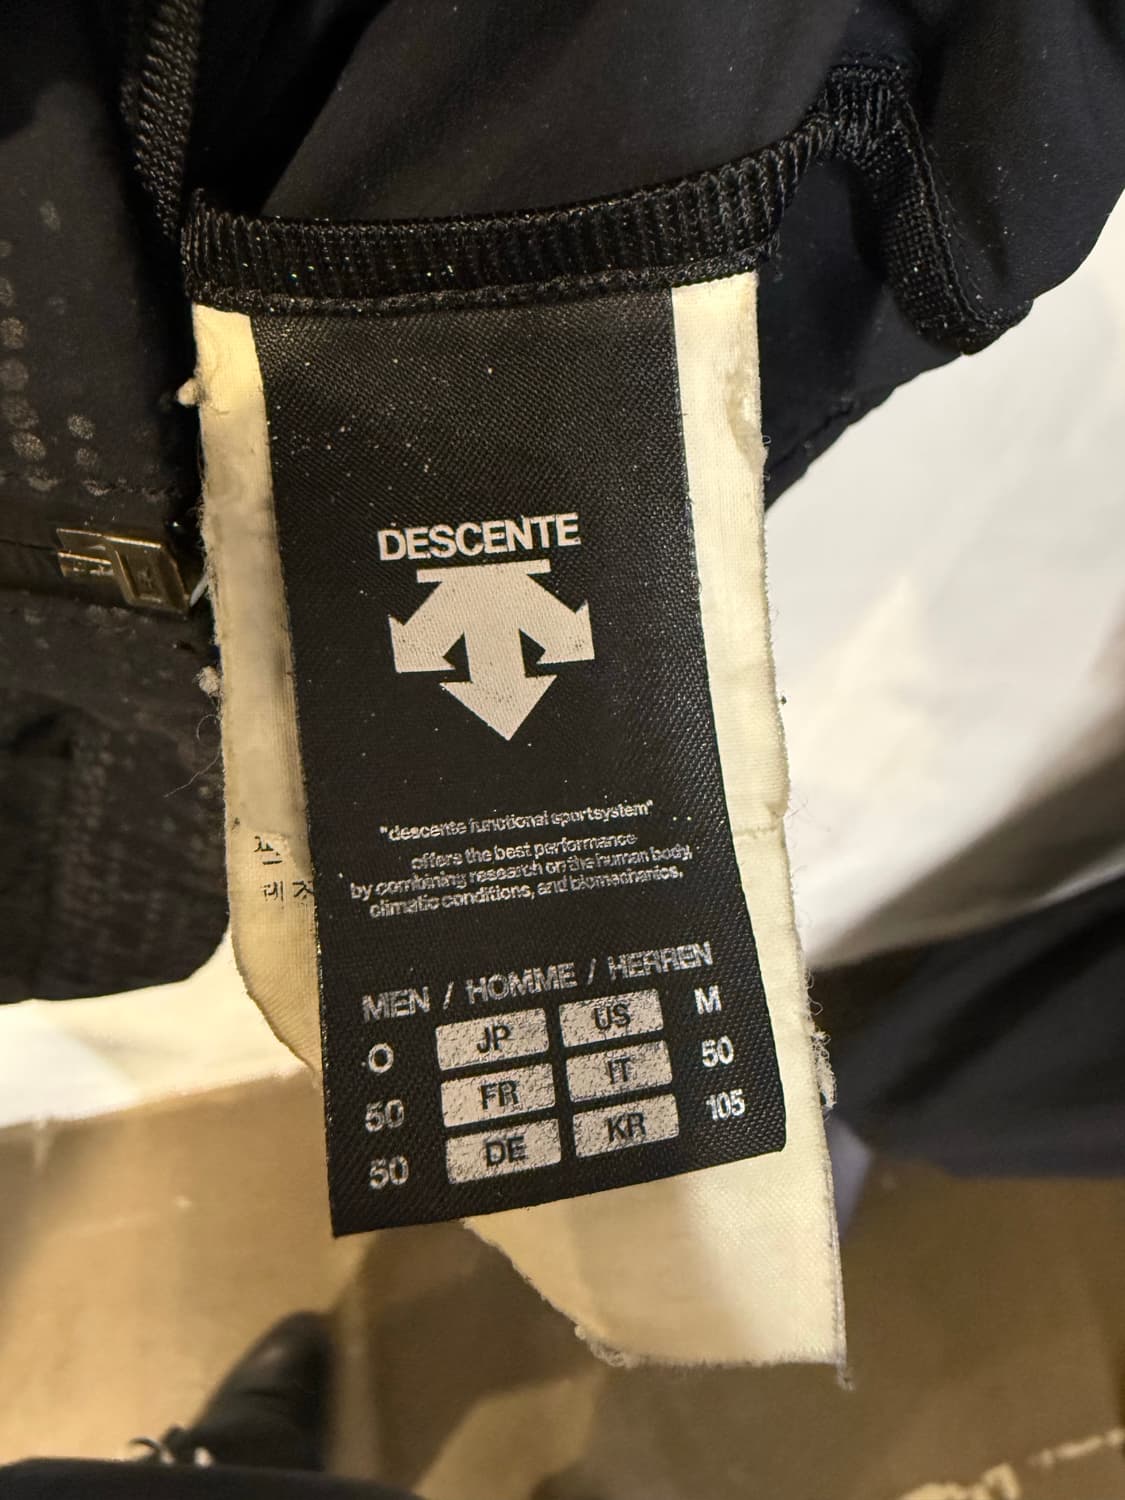 DESCENTE
"descente functional sportsystem"
offers the best performance
by combining research on the human body,
climatic conditions, and biomechanics.
MEN / HOMME / HERREN
O JP US M
50 FR IT 50
50 DE KR 105